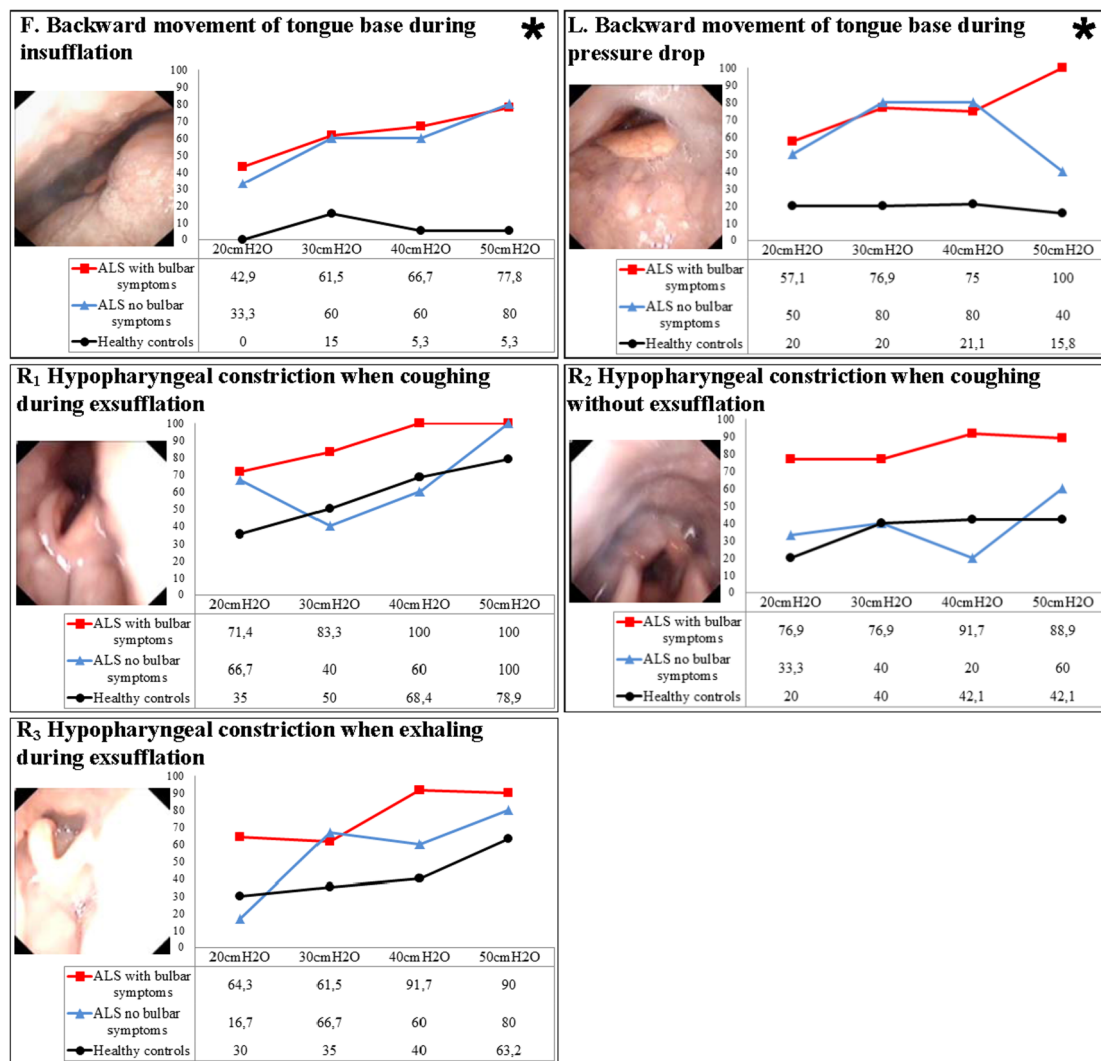 F. Backward movement of tongue base during
insufflation
*
100
90
80
70
60
50
40
30
20
10
0
20cmH2O 30cmH2O 40cmH2O 50cmH2O
ALS with bulbar
symptoms
42,9 61,5 66,7 77,8
ALS no bulbar
symptoms
33,3 60 60 80
Healthy controls 0 15 5,3 5,3
L. Backward movement of tongue base during
pressure drop
*
100
90
80
70
60
50
40
30
20
10
0
20cmH2O 30cmH2O 40cmH2O 50cmH2O
ALS with bulbar
symptoms
57,1 76,9 75 100
ALS no bulbar
symptoms
50 80 80 40
Healthy controls 20 20 21,1 15,8
R₁ Hypopharyngeal constriction when coughing
during exsufflation
100
90
80
70
60
50
40
30
20
10
0
20cmH2O 30cmH2O 40cmH2O 50cmH2O
ALS with bulbar
symptoms
71,4 83,3 100 100
ALS no bulbar
symptoms
66,7 40 60 100
Healthy controls 35 50 68,4 78,9
R₂ Hypopharyngeal constriction when coughing
without exsufflation
100
90
80
70
60
50
40
30
20
10
0
20cmH2O 30cmH2O 40cmH2O 50cmH2O
ALS with bulbar
symptoms
76,9 76,9 91,7 88,9
ALS no bulbar
symptoms
33,3 40 20 60
Healthy controls 20 40 42,1 42,1
R₃ Hypopharyngeal constriction when exhaling
during exsufflation
100
90
80
70
60
50
40
30
20
10
0
20cmH2O 30cmH2O 40cmH2O 50cmH2O
ALS with bulbar
symptoms
64,3 61,5 91,7 90
ALS no bulbar
symptoms
16,7 66,7 60 80
Healthy controls 30 35 40 63,2